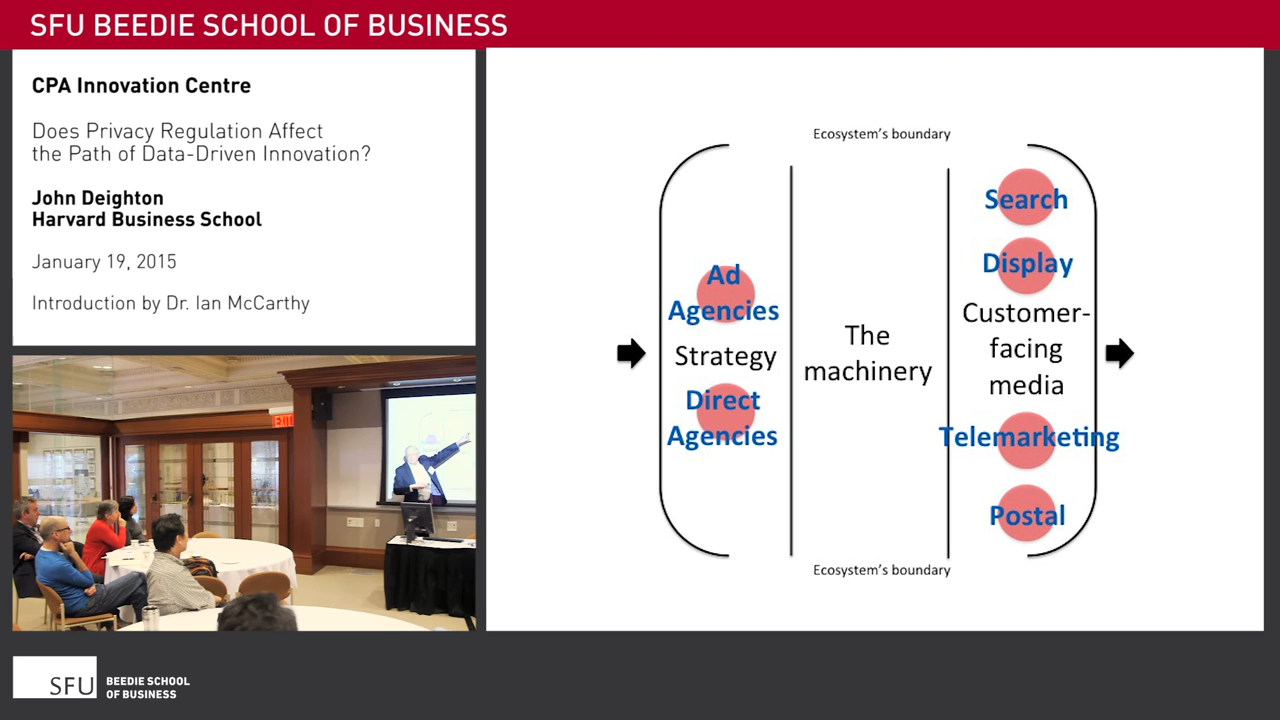 SFU BEEDIE SCHOOL OF BUSINESS
CPA Innovation Centre
Does Privacy Regulation Affect
the Path of Data-Driven Innovation?
John Deighton
Harvard Business School
January 19, 2015
Introduction by Dr. Ian McCarthy
EXIT
Ecosystem's boundary
Ad
Agencies
Strategy
Direct
Agencies
The
machinery
Search
Display
Customer-
facing
media
Telemarketing
Postal
Ecosystem's boundary
SFU
BEEDIE SCHOOL
OF BUSINESS